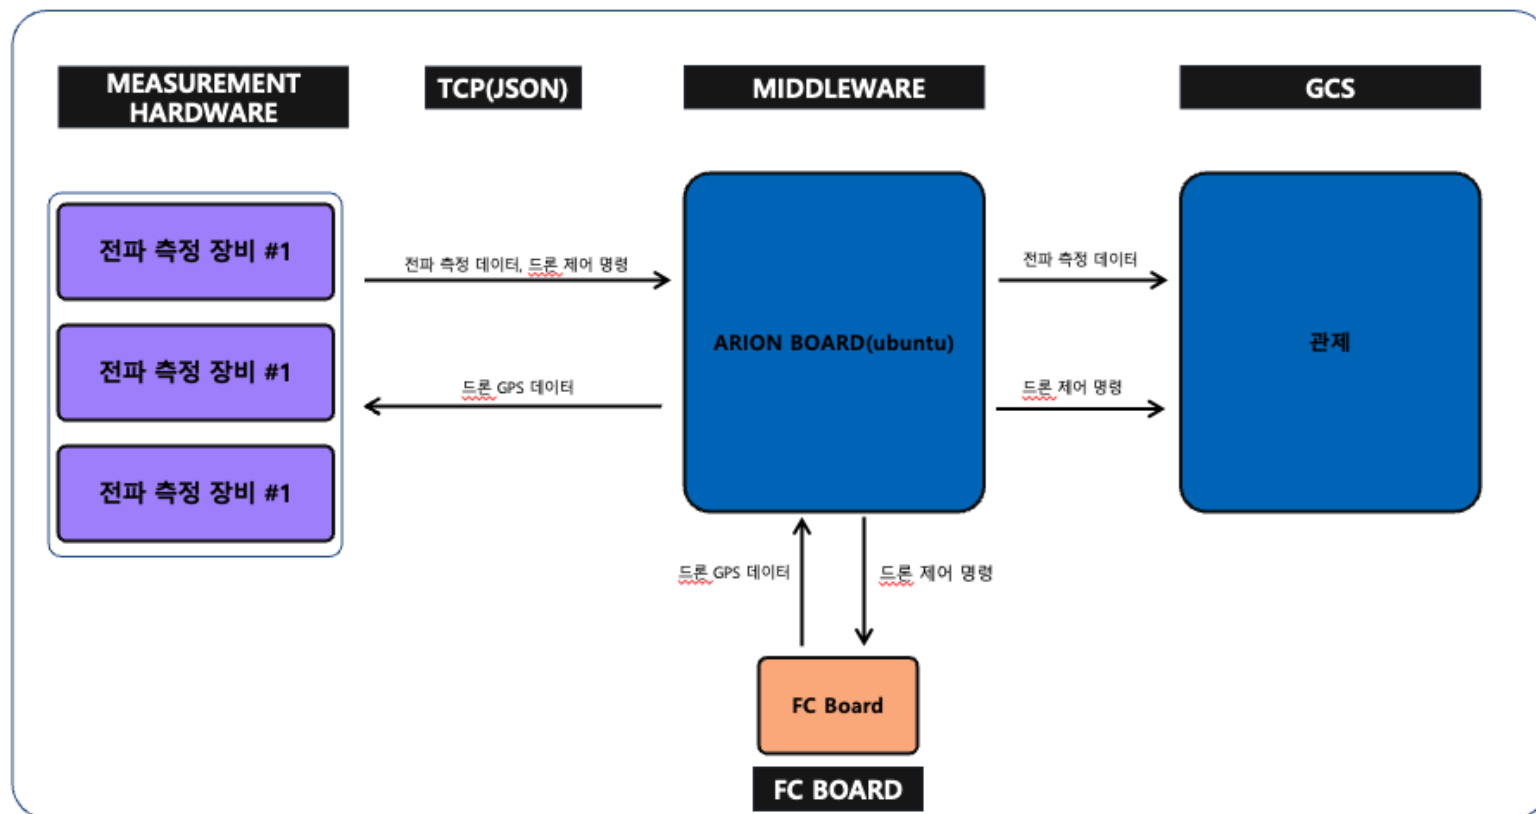 MEASUREMENT
HARDWARE
TCP(JSON)
MIDDLEWARE
GCS
전파 측정 장비 #1
전파 측정 장비 #1
전파 측정 장비 #1
전파 측정 데이터, 드론 제어 명령
드론 GPS 데이터
ARION BOARD(ubuntu)
전파 측정 데이터
드론 제어 명령
관제
드론 GPS 데이터
드론 제어 명령
FC Board
FC BOARD